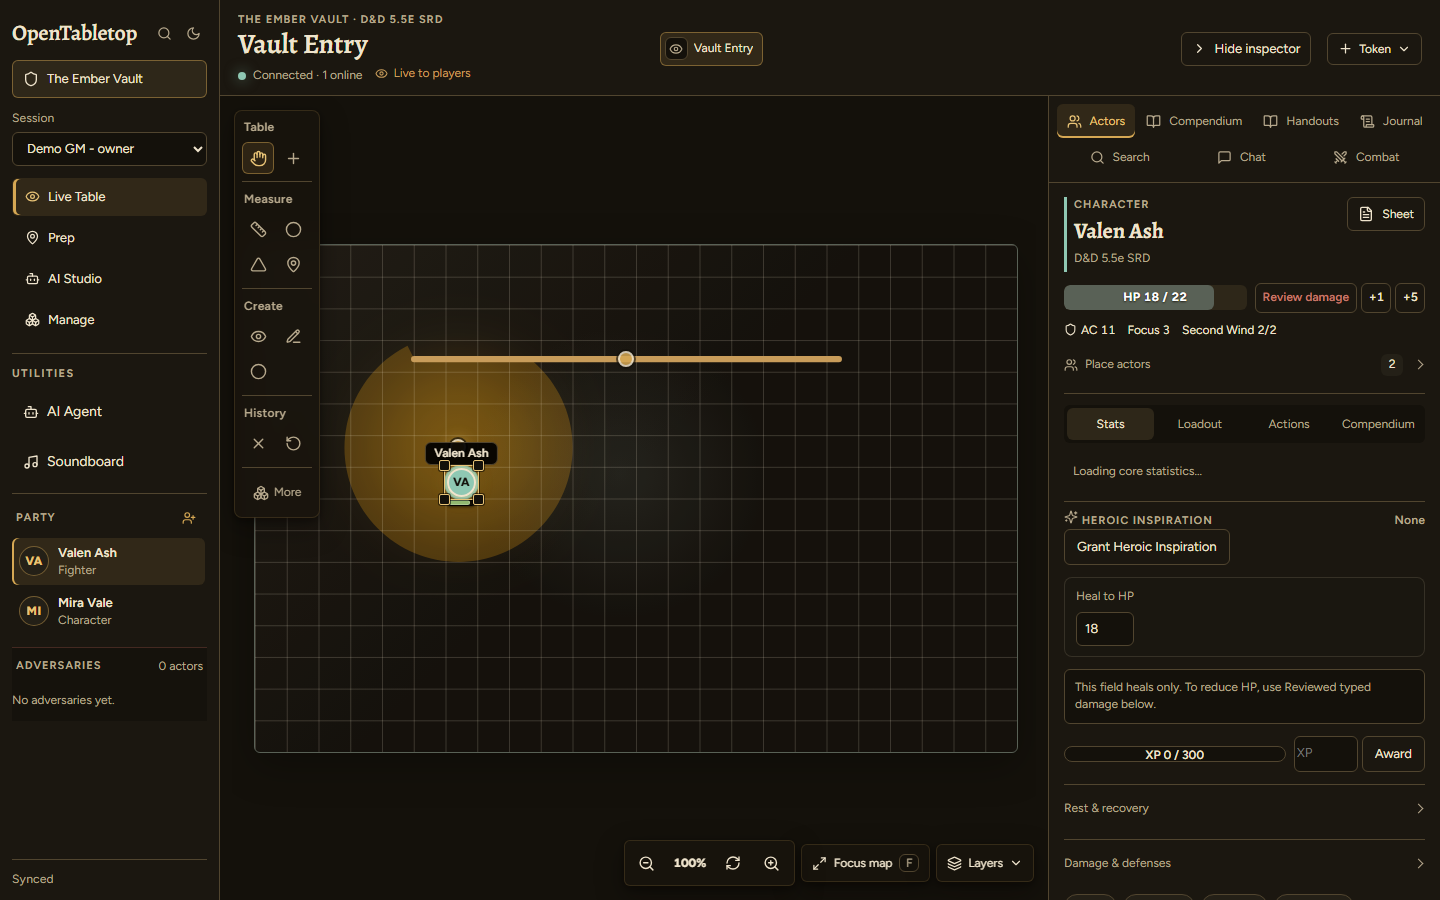 OpenTabletop
The Ember Vault
Session
Demo GM - owner
Live Table
Prep
AI Studio
Manage
UTILITIES
AI Agent
Soundboard
PARTY
VA
Valen Ash
Fighter
MI
Mira Vale
Character
ADVERSARIES
0 actors
No adversaries yet.
Synced
THE EMBER VAULT · D&D 5.5E SRD
Vault Entry
Connected · 1 online
Live to players
Vault Entry
Hide inspector
Token
Table
Measure
Create
History
More
Valen Ash
VA
100%
Focus map
F
Layers
Actors
Compendium
Handouts
Journal
Search
Chat
Combat
CHARACTER
Valen Ash
D&D 5.5e SRD
Sheet
HP 18 / 22
Review damage
+1
+5
AC 11
Focus 3
Second Wind 2/2
Place actors
2
Stats
Loadout
Actions
Compendium
Loading core statistics...
HEROIC INSPIRATION
None
Grant Heroic Inspiration
Heal to HP
18
This field heals only. To reduce HP, use Reviewed typed
damage below.
XP 0 / 300
XP
Award
Rest & recovery
Damage & defenses